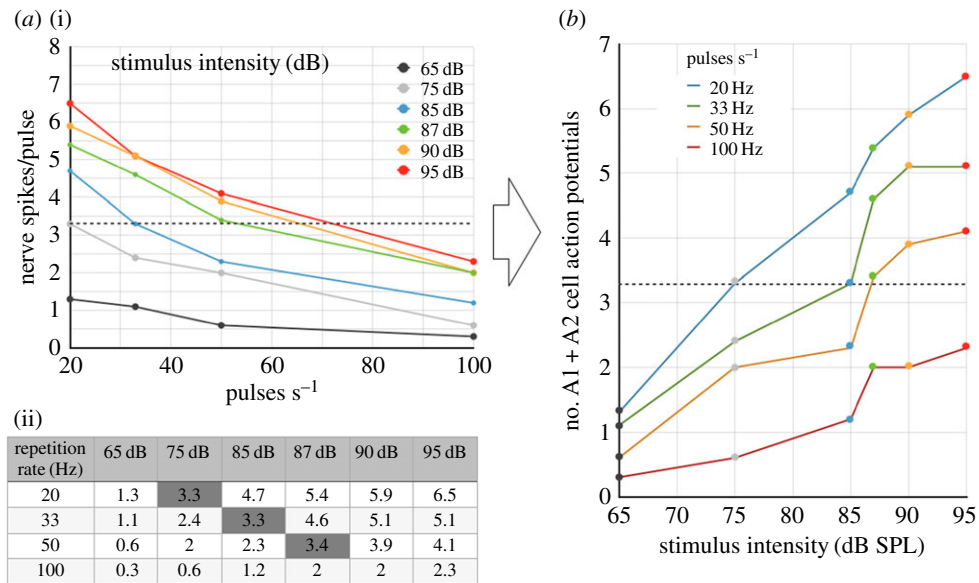 (a) (i)
stimulus intensity (dB)
65 dB
75 dB
85 dB
87 dB
90 dB
95 dB
nerve spikes/pulse
8
7
6
5
4
3
2
1
0
20 40 60 80 100
pulses s⁻¹
(ii)
repetition rate (Hz) 65 dB 75 dB 85 dB 87 dB 90 dB 95 dB
20 1.3 3.3 4.7 5.4 5.9 6.5
33 1.1 2.4 3.3 4.6 5.1 5.1
50 0.6 2 2.3 3.4 3.9 4.1
100 0.3 0.6 1.2 2 2 2.3
(b)
pulses s⁻¹
20 Hz
33 Hz
50 Hz
100 Hz
no. A1 + A2 cell action potentials
7
6
5
4
3
2
1
0
65 70 75 80 85 90 95
stimulus intensity (dB SPL)